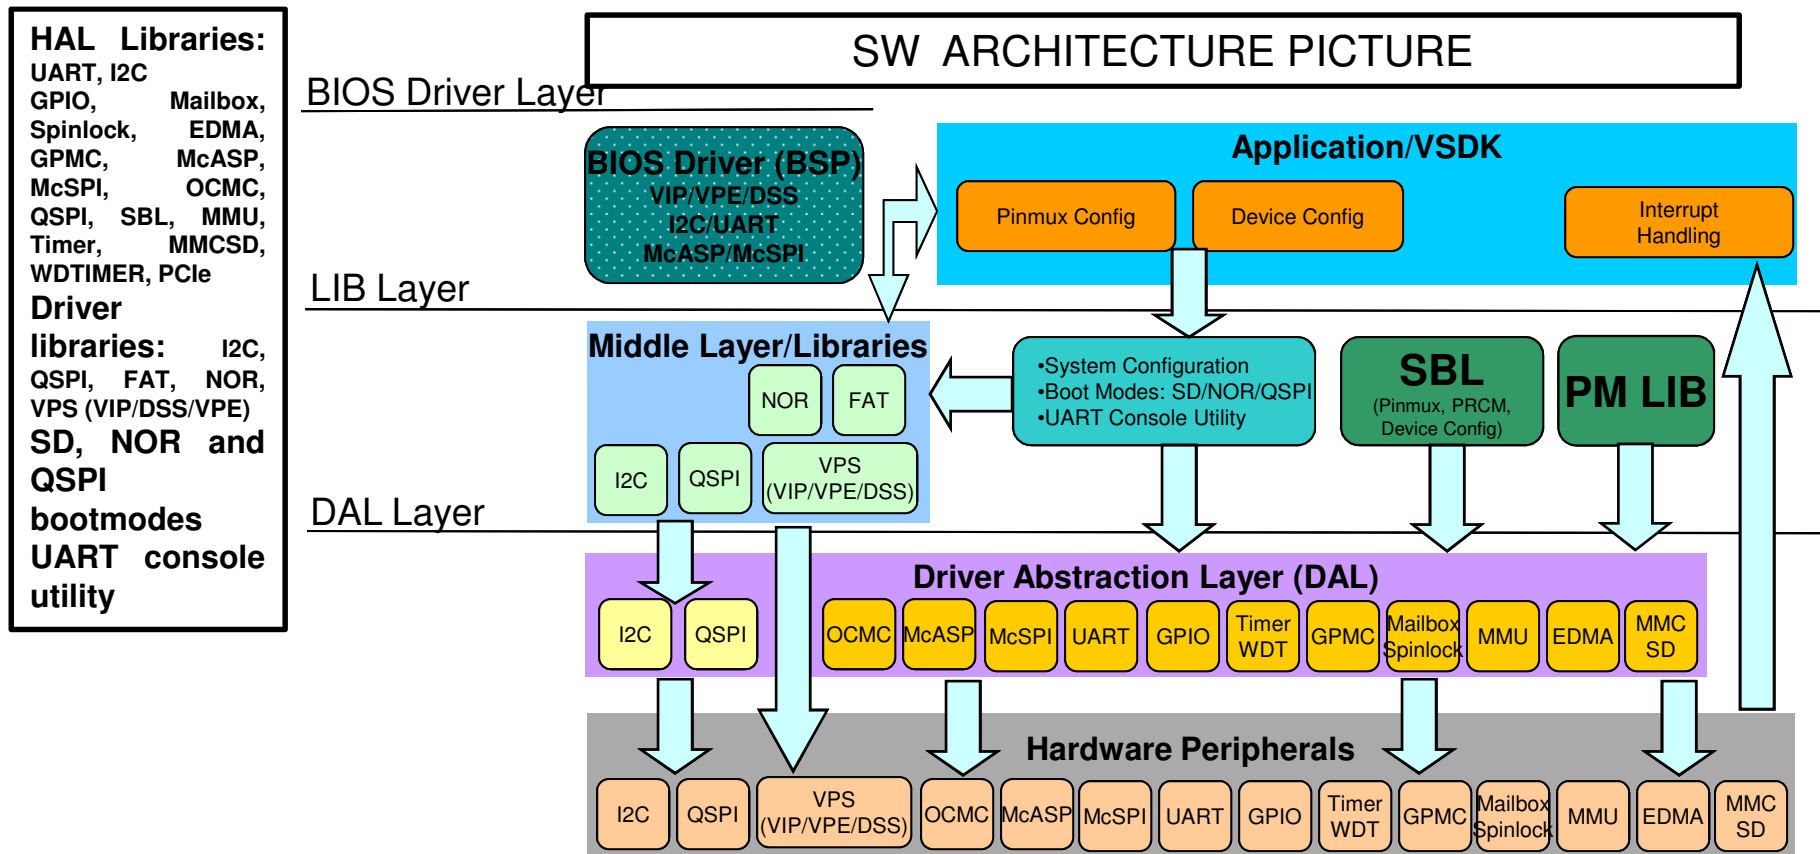 HAL Libraries:
UART, I2C
GPIO, Mailbox,
Spinlock, EDMA,
GPMC, McASP,
McSPI, OCMC,
QSPI, SBL, MMU,
Timer, MMCSD,
WDTIMER, PCIe
Driver
libraries: I2C,
QSPI, FAT, NOR,
VPS (VIP/DSS/VPE)
SD, NOR and
QSPI
bootmodes
UART console
utility
SW ARCHITECTURE PICTURE
BIOS Driver Layer
BIOS Driver (BSP)
VIP/VPE/DSS
I2C/UART
McASP/McSPI
Application/VSDK
Pinmux Config
Device Config
Interrupt
Handling
LIB Layer
Middle Layer/Libraries
NOR
FAT
I2C
QSPI
VPS
(VIP/VPE/DSS)
•System Configuration
•Boot Modes: SD/NOR/QSPI
•UART Console Utility
SBL
(Pinmux, PRCM,
Device Config)
PM LIB
DAL Layer
Driver Abstraction Layer (DAL)
I2C
QSPI
OCMC
McASP
McSPI
UART
GPIO
Timer
WDT
GPMC
Mailbox
Spinlock
MMU
EDMA
MMC
SD
Hardware Peripherals
I2C
QSPI
VPS
(VIP/VPE/DSS)
OCMC
McASP
McSPI
UART
GPIO
Timer
WDT
GPMC
Mailbox
Spinlock
MMU
EDMA
MMC
SD